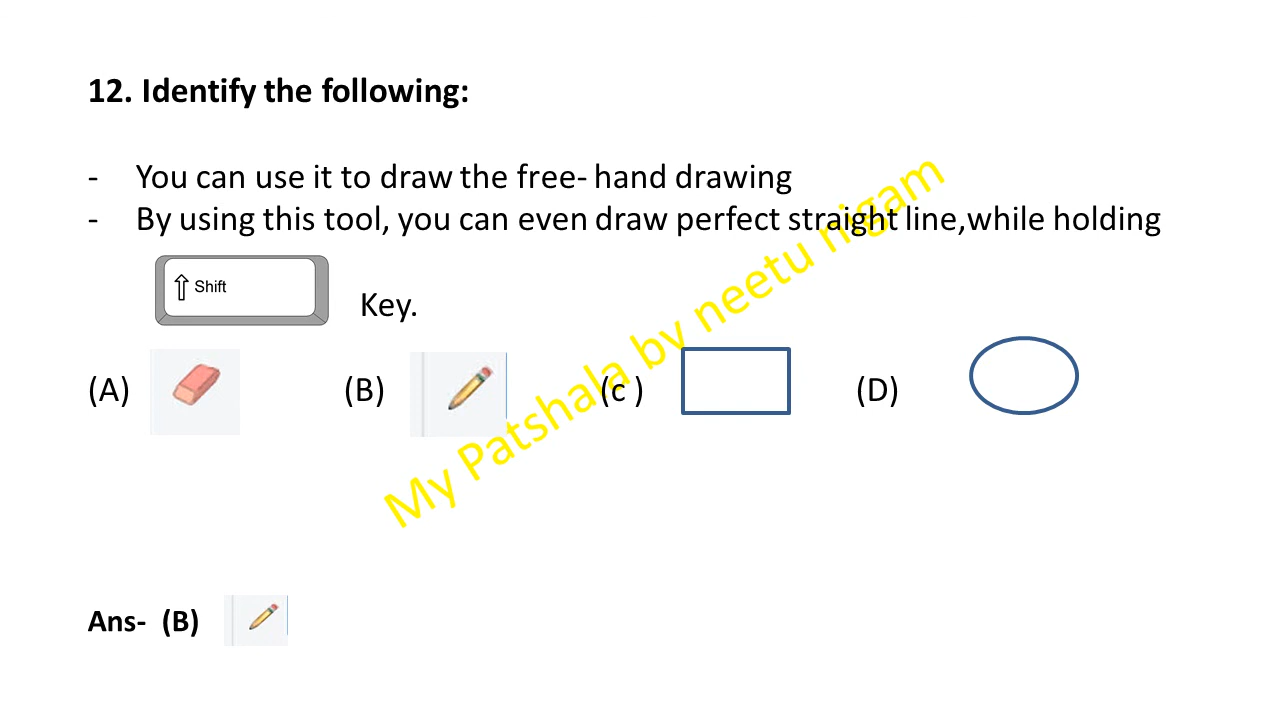 12. Identify the following:
- You can use it to draw the free- hand drawing
- By using this tool, you can even draw perfect straight line,while holding
Shift
Key.
(A) (B) (c ) (D)
My Patshala by neetu nigam
Ans- (B)